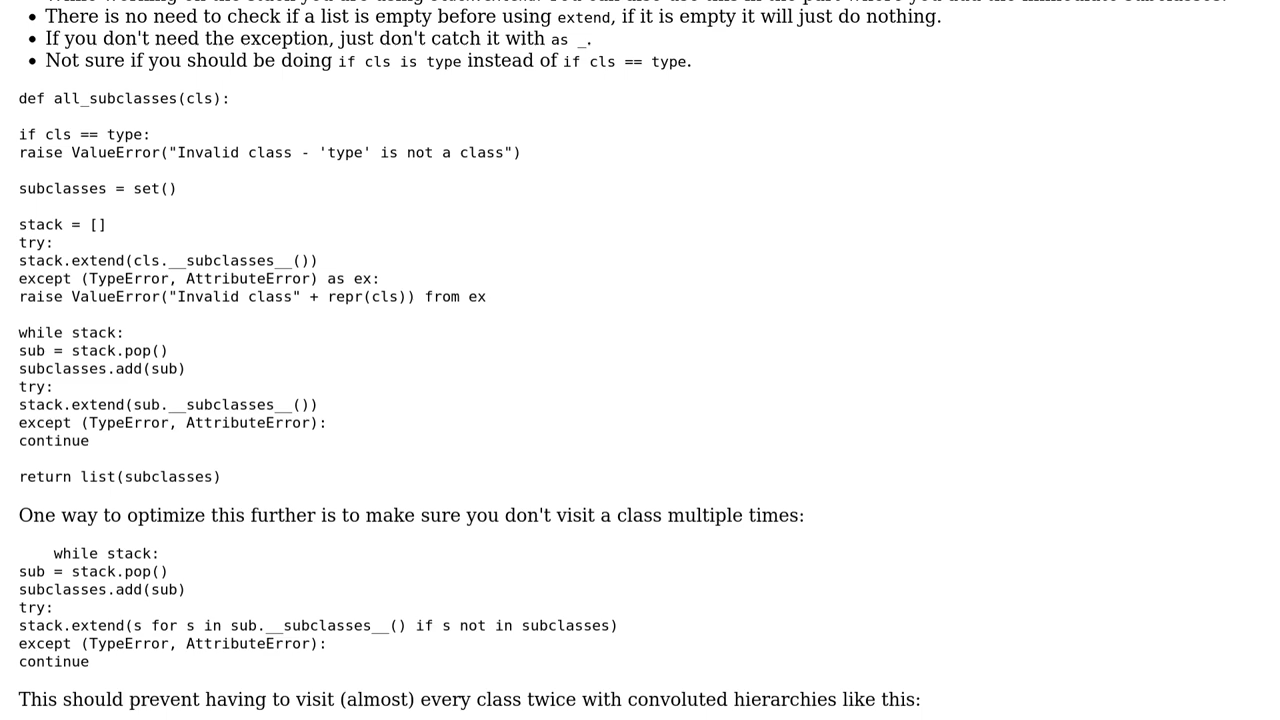 There is no need to check if a list is empty before using extend, if it is empty it will just do nothing.
If you don't need the exception, just don't catch it with as _.
Not sure if you should be doing if cls is type instead of if cls == type.
def all_subclasses(cls):
if cls == type:
raise ValueError("Invalid class - 'type' is not a class")
subclasses = set()
stack = []
try:
stack.extend(cls.__subclasses__())
except (TypeError, AttributeError) as ex:
raise ValueError("Invalid class" + repr(cls)) from ex
while stack:
sub = stack.pop()
subclasses.add(sub)
try:
stack.extend(sub.__subclasses__())
except (TypeError, AttributeError):
continue
return list(subclasses)
One way to optimize this further is to make sure you don't visit a class multiple times:
while stack:
sub = stack.pop()
subclasses.add(sub)
try:
stack.extend(s for s in sub.__subclasses__() if s not in subclasses)
except (TypeError, AttributeError):
continue
This should prevent having to visit (almost) every class twice with convoluted hierarchies like this: